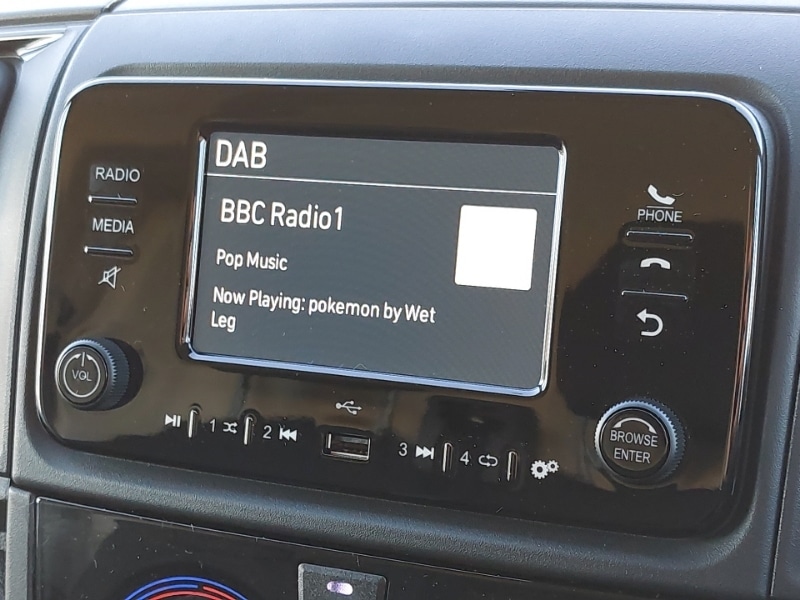 DAB
BBC Radio1
Pop Music
Now Playing: pokemon by Wet
Leg
RADIO
MEDIA
VOL
1
2
3
4
PHONE
BROWSE
ENTER